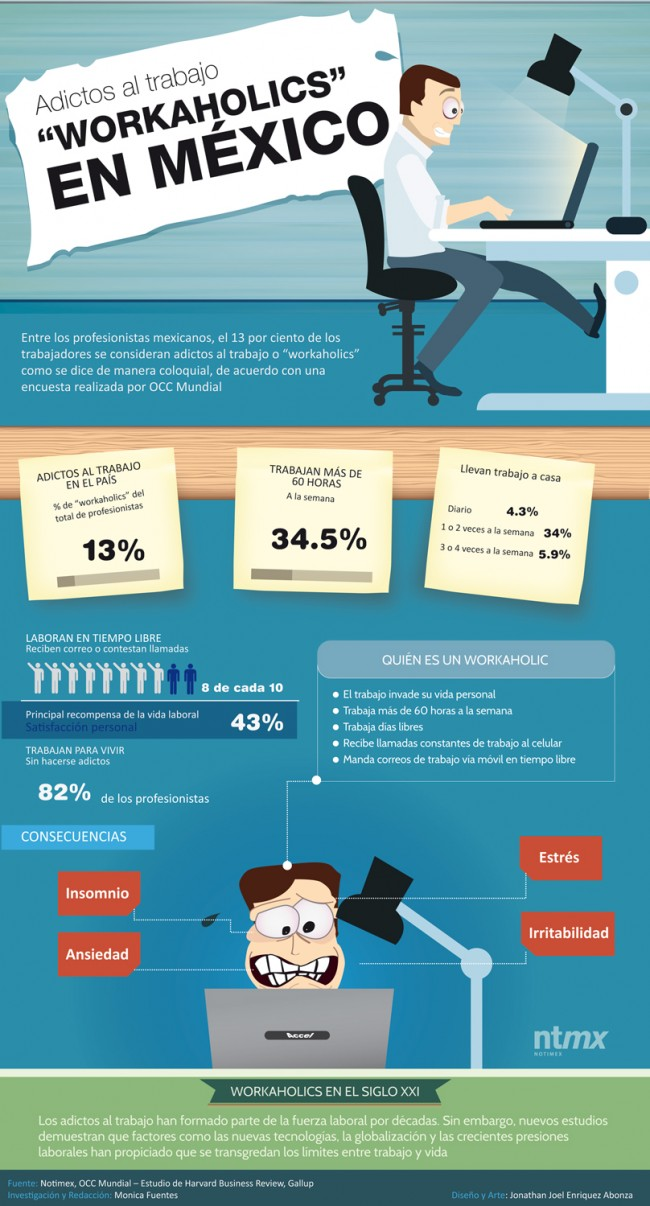 Adictos al trabajo
“WORKAHOLICS”
EN MÉXICO
Entre los profesionistas mexicanos, el 13 por ciento de los
trabajadores se consideran adictos al trabajo o “workaholics”
como se dice de manera coloquial, de acuerdo con una
encuesta realizada por OCC Mundial
ADICTOS AL TRABAJO
EN EL PAÍS
% de “workaholics” del
total de profesionistas
13%
TRABAJAN MÁS DE
60 HORAS
A la semana
34.5%
Llevan trabajo a casa
Diario 4.3%
1 o 2 veces a la semana 34%
3 o 4 veces a la semana 5.9%
LABORAN EN TIEMPO LIBRE
Reciben correo o contestan llamadas
8 de cada 10
Principal recompensa de la vida laboral
Satisfacción personal
43%
TRABAJAN PARA VIVIR
Sin hacerse adictos
82% de los profesionistas
QUIÉN ES UN WORKAHOLIC
El trabajo invade su vida personal
Trabaja más de 60 horas a la semana
Trabaja días libres
Recibe llamadas constantes de trabajo al celular
Manda correos de trabajo vía móvil en tiempo libre
CONSECUENCIAS
Insomnio
Ansiedad
Estrés
Irritabilidad
Accel
ntmx
NOTIMEX
WORKAHOLICS EN EL SIGLO XXI
Los adictos al trabajo han formado parte de la fuerza laboral por décadas. Sin embargo, nuevos estudios
demuestran que factores como las nuevas tecnologías, la globalización y las crecientes presiones
laborales han propiciado que se transgredan los limites entre trabajo y vida
Fuente: Notimex, OCC Mundial – Estudio de Harvard Business Review, Gallup
Investigación y Redacción: Monica Fuentes
Diseño y Arte: Jonathan Joel Enriquez Abonza